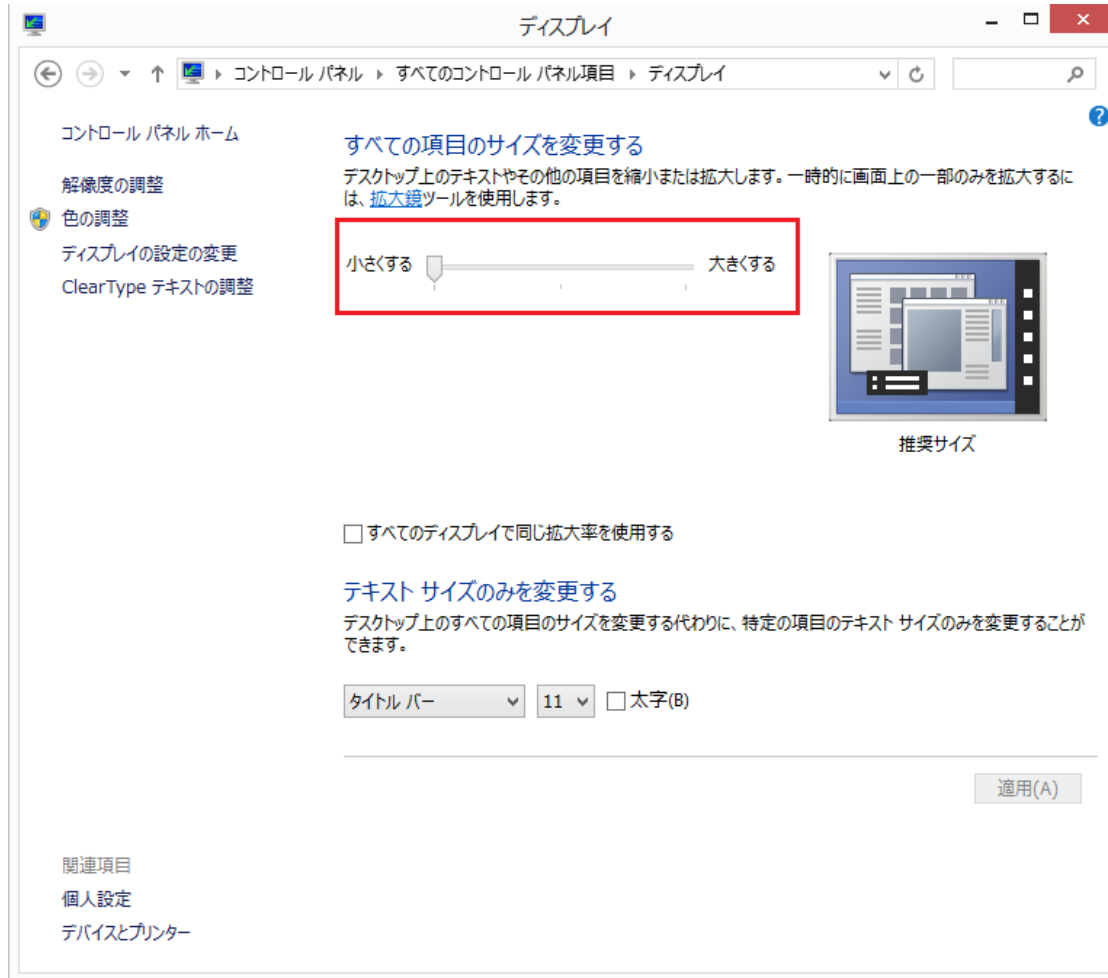 ディスプレイ
コントロール パネル ▸ すべてのコントロール パネル項目 ▸ ディスプレイ
コントロール パネル ホーム
解像度の調整
色の調整
ディスプレイの設定の変更
ClearType テキストの調整
すべての項目のサイズを変更する
デスクトップ上のテキストやその他の項目を縮小または拡大します。一時的に画面上の一部のみを拡大するに
は、拡大鏡ツールを使用します。
小さくする 大きくする
推奨サイズ
すべてのディスプレイで同じ拡大率を使用する
テキスト サイズのみを変更する
デスクトップ上のすべての項目のサイズを変更する代わりに、特定の項目のテキスト サイズのみを変更することが
できます。
タイトル バー 11 太字(B)
適用(A)
関連項目
個人設定
デバイスとプリンター